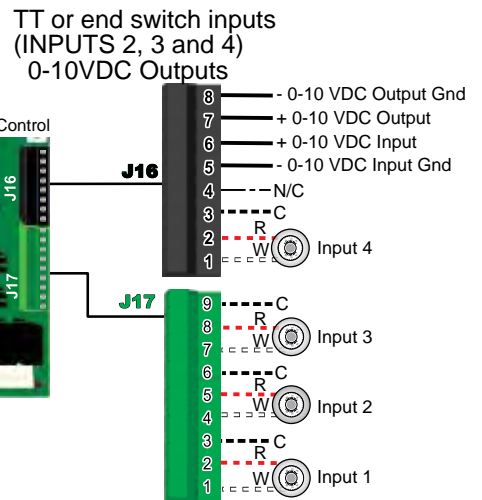 TT or end switch inputs
(INPUTS 2, 3 and 4)
0-10VDC Outputs
Control
J16
J17
J16
8 - 0-10 VDC Output Gnd
7 + 0-10 VDC Output
6 + 0-10 VDC Input
5 - 0-10 VDC Input Gnd
4 N/C
3 C
2 R
1 W Input 4
J17
9 C
8 R
7 W Input 3
6 C
5 R
4 W Input 2
3 C
2 R
1 W Input 1